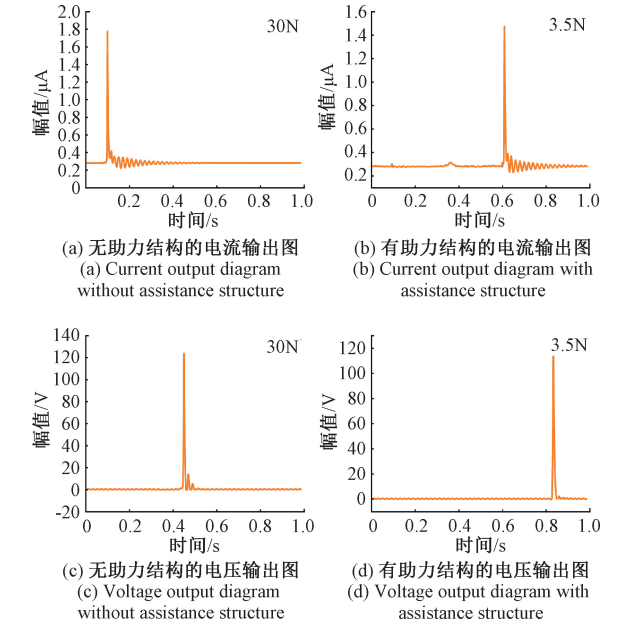 2.0
1.8
1.6
1.4
1.2
1.0
0.8
0.6
0.4
0.2
0
幅值/μA
30N
0.2 0.4 0.6 0.8 1.0
时间/s
(a) 无助力结构的电流输出图
(a) Current output diagram
without assistance structure
1.6
1.4
1.2
1.0
0.8
0.6
0.4
0.2
幅值/μA
3.5N
0 0.2 0.4 0.6 0.8 1.0
时间/s
(b) 有助力结构的电流输出图
(b) Current output diagram with
assistance structure
140
120
100
80
60
40
20
0
-20
幅值/V
30N
0 0.2 0.4 0.6 0.8 1.0
时间/s
(c) 无助力结构的电压输出图
(c) Voltage output diagram
without assistance structure
120
100
80
60
40
20
0
幅值/V
3.5N
0 0.2 0.4 0.6 0.8 1.0
时间/s
(d) 有助力结构的电压输出图
(d) Voltage output diagram with
assistance structure